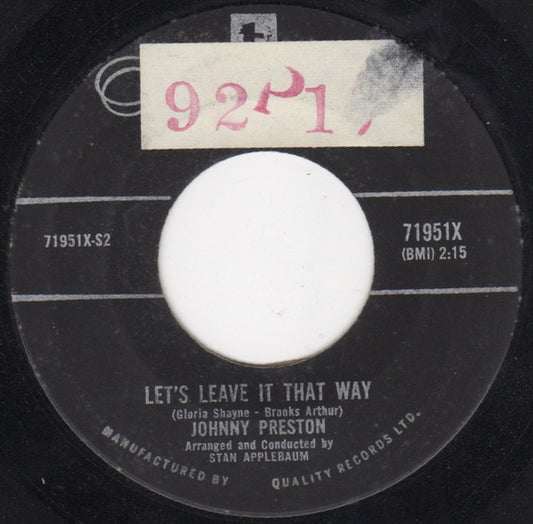 71951X-S2
71951X
(BMI) 2:15
LET'S LEAVE IT THAT WAY
(Gloria Shayne - Brooks Arthur)
JOHNNY PRESTON
Arranged and Conducted by
STAN APPLEBAUM
MANUFACTURED BY QUALITY RECORDS LTD.